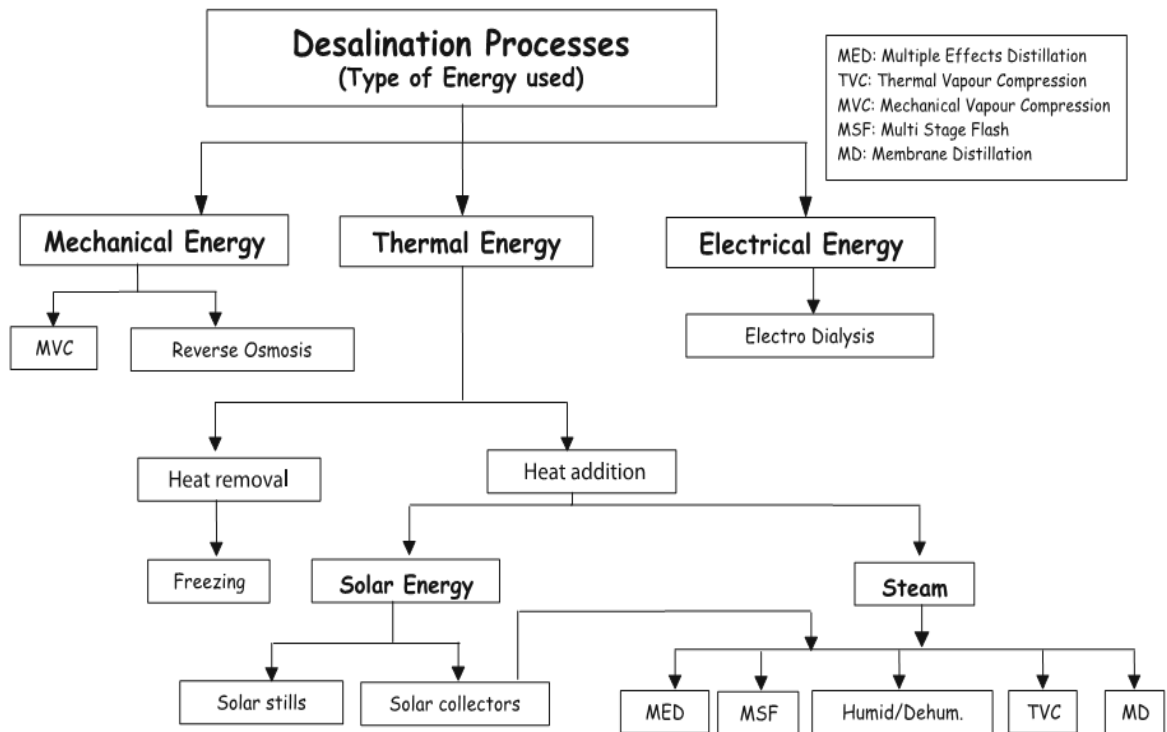 Desalination Processes
(Type of Energy used)
MED: Multiple Effects Distillation
TVC: Thermal Vapour Compression
MVC: Mechanical Vapour Compression
MSF: Multi Stage Flash
MD: Membrane Distillation
Mechanical Energy
Thermal Energy
Electrical Energy
MVC
Reverse Osmosis
Electro Dialysis
Heat removal
Heat addition
Freezing
Solar Energy
Steam
Solar stills
Solar collectors
MED
MSF
Humid/Dehum.
TVC
MD